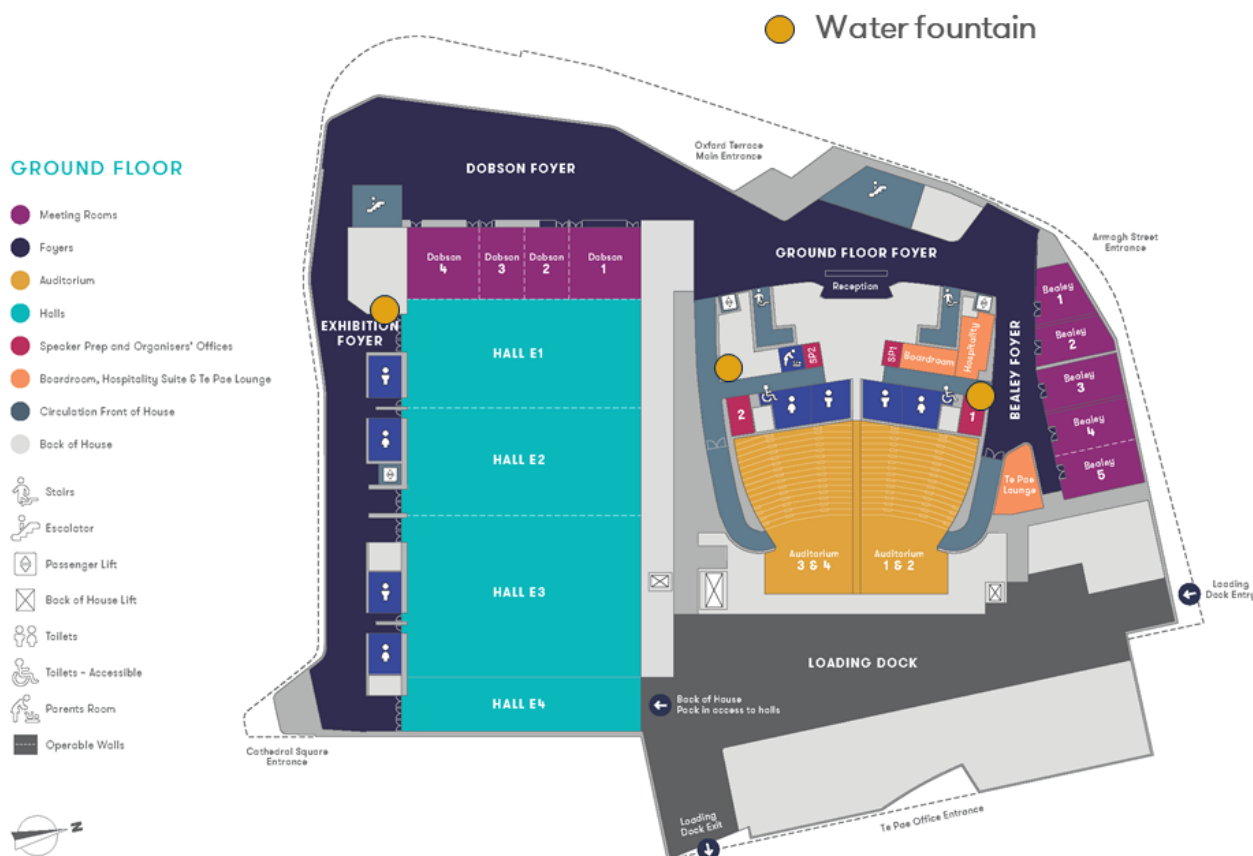 Water fountain
GROUND FLOOR
Meeting Rooms
Foyers
Auditorium
Halls
Speaker Prep and Organisers' Offices
Boardroom, Hospitality Suite & Te Pae Lounge
Circulation Front of House
Back of House
Stairs
Escalator
Passenger Lift
Back of House Lift
Toilets
Toilets - Accessible
Parents Room
Operable Walls
N
DOBSON FOYER
Oxford Terrace
Main Entrance
Armagh Street
Entrance
GROUND FLOOR FOYER
Reception
Dobson
4
Dobson
3
Dobson
2
Dobson
1
EXHIBITION
FOYER
HALL E1
HALL E2
HALL E3
HALL E4
SP2
SP1
Boardroom
Hospitality
BEALEY FOYER
Bealey
1
Bealey
2
Bealey
3
Bealey
4
Bealey
5
2
1
Te Pae
Lounge
Auditorium
3 & 4
Auditorium
1 & 2
Loading
Dock Entry
LOADING DOCK
Back of House
Pack in access to halls
Cathedral Square
Entrance
Loading
Dock Exit
Te Pae Office Entrance